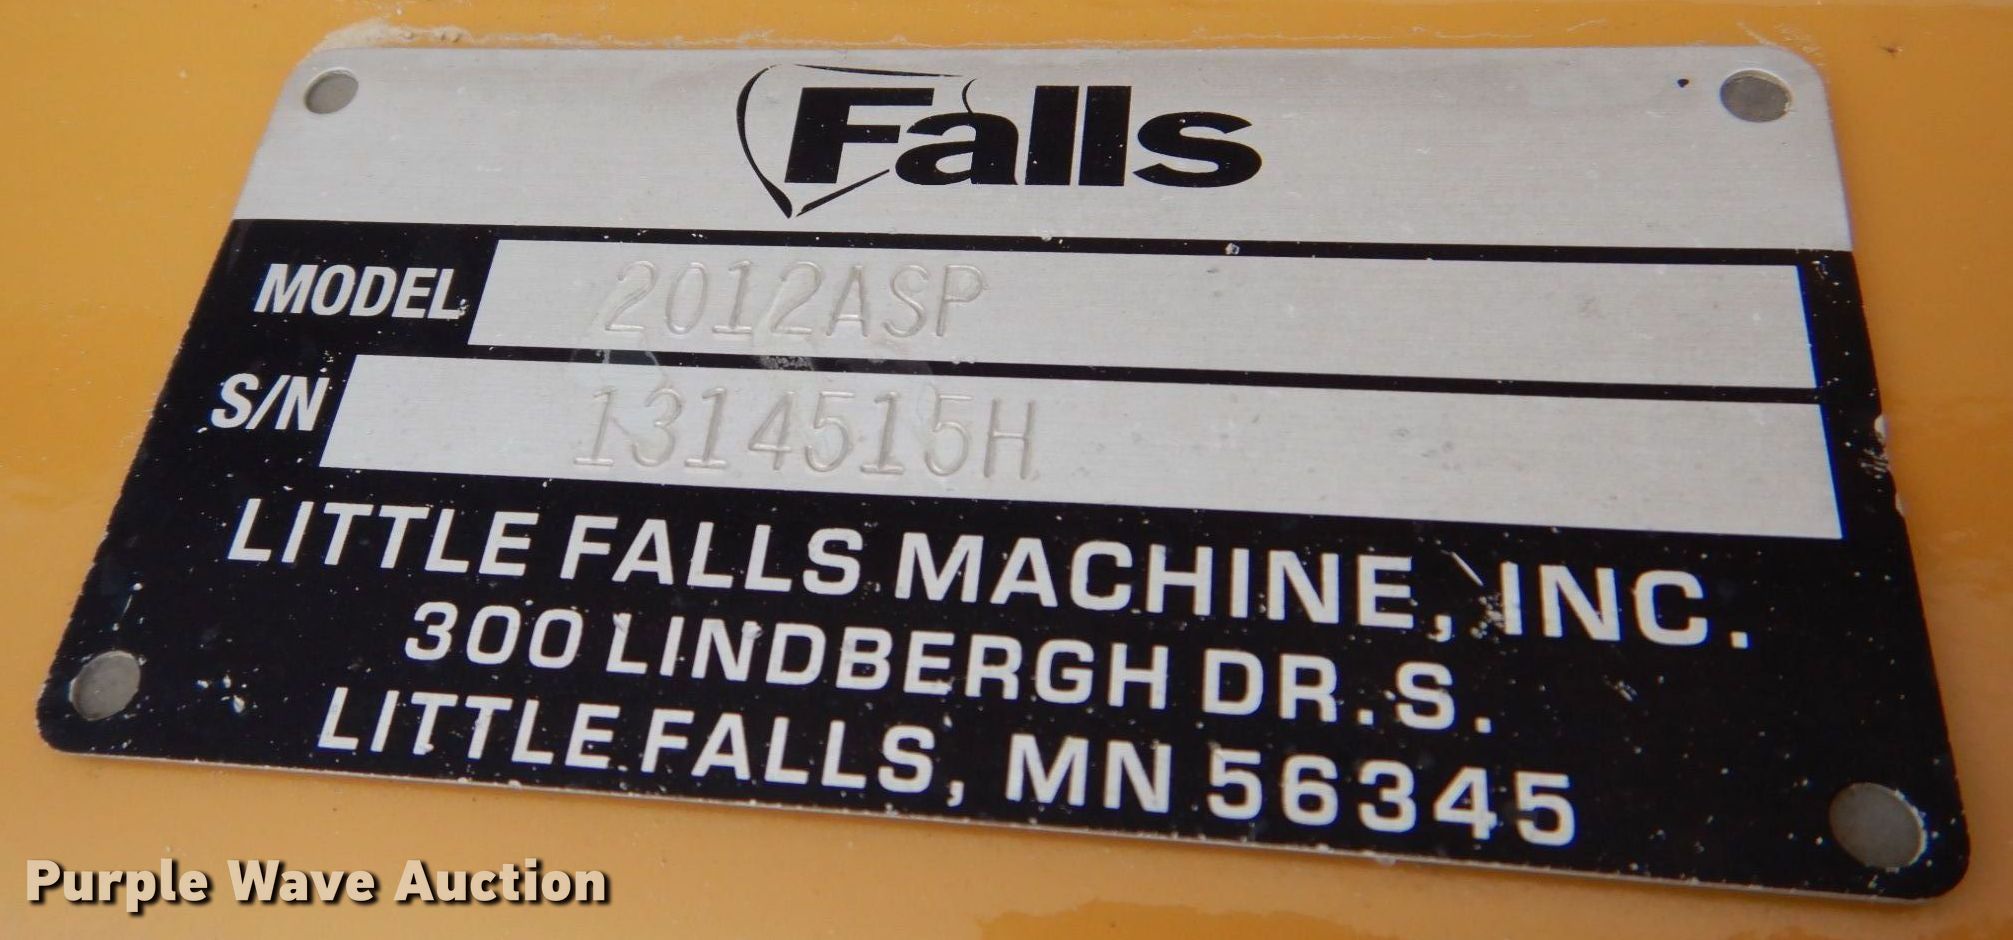 Falls
MODEL 2012ASP
S/N 1314515H
LITTLE FALLS MACHINE, INC.
300 LINDBERGH DR. S.
LITTLE FALLS, MN 56345
Purple Wave Auction